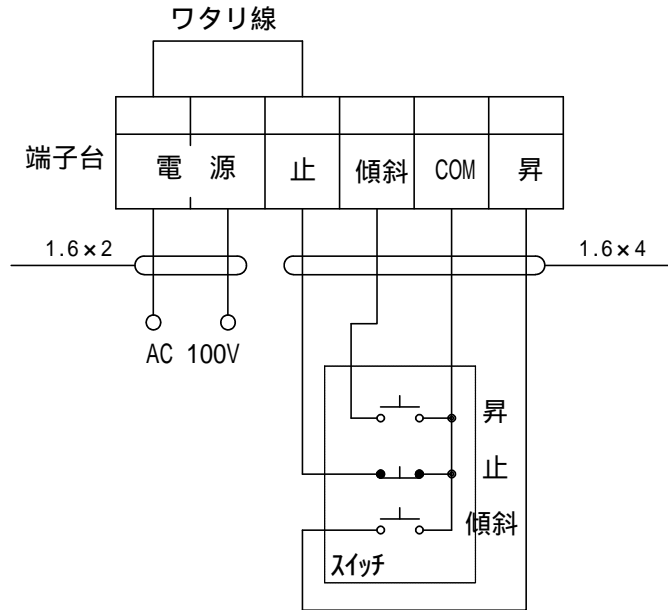 ワタリ線
端子台
電 源 止 傾斜 COM 昇
1.6×2
1.6×4
AC 100V
昇
止
傾斜
スイッチ